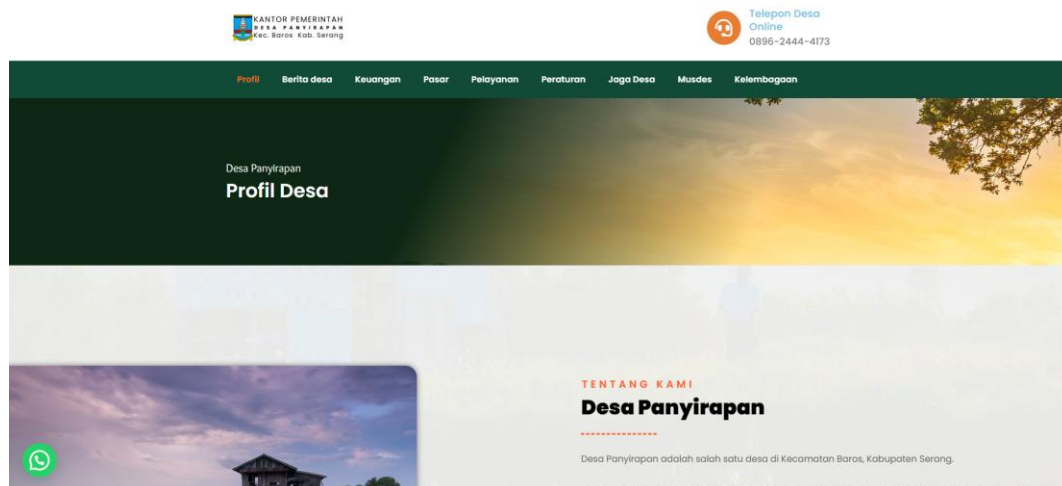 KANTOR PEMERINTAH
DESA PANYIRAPAN
Kec. Baros Kab. Serang
Telepon Desa
Online
0896-2444-4173
Profil Berita desa Keuangan Pasar Pelayanan Peraturan Jaga Desa Musdes Kelembagaan
Desa Panyirapan
Profil Desa
TENTANG KAMI
Desa Panyirapan
Desa Panyirapan adalah salah satu desa di Kecamatan Baros, Kabupaten Serang.